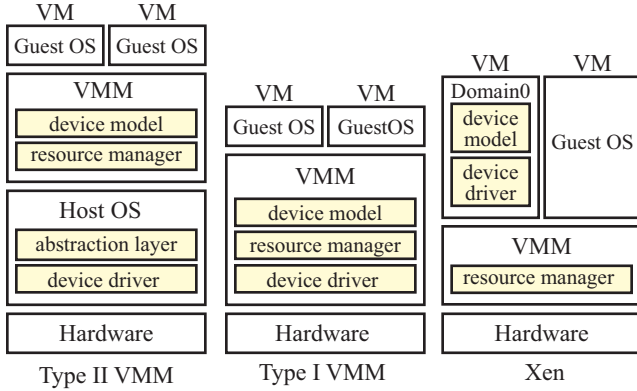 VM VM
Guest OS Guest OS
VMM
device model
resource manager
Host OS
abstraction layer
device driver
Hardware
Type II VMM
VM VM
Guest OS GuestOS
VMM
device model
resource manager
device driver
Hardware
Type I VMM
VM VM
Domain0
device
model
device
driver
Guest OS
VMM
resource manager
Hardware
Xen